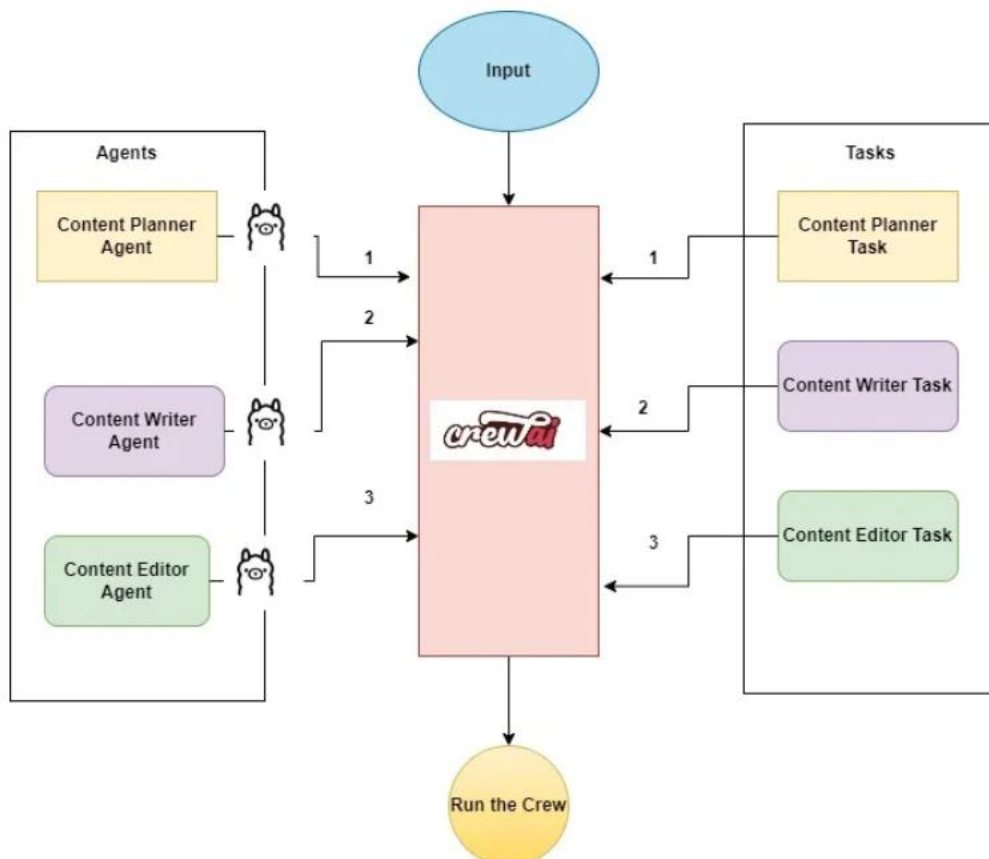 Input
Agents
Content Planner
Agent
1
2
Content Writer
Agent
3
Content Editor
Agent
crewai
Tasks
Content Planner
Task
1
Content Writer Task
2
Content Editor Task
3
Run the Crew